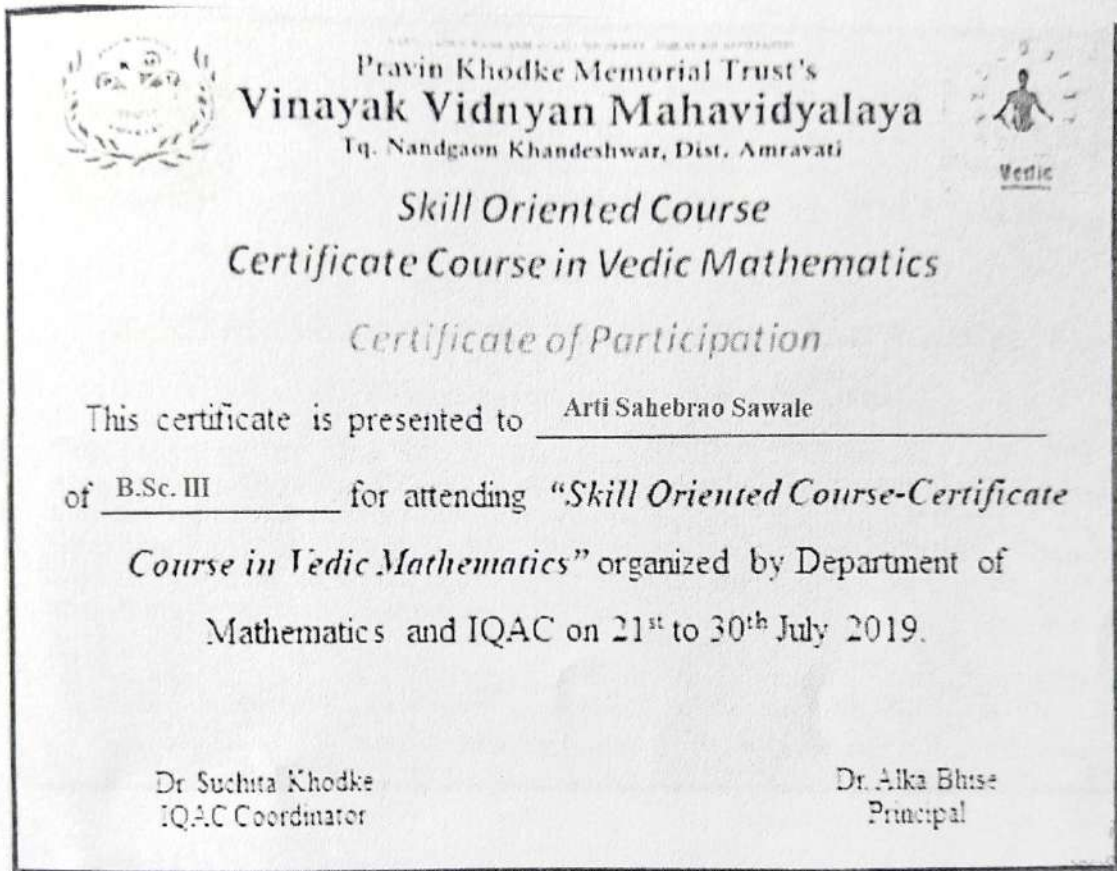 Pravin Khodke Memorial Trust's
Vinayak Vidnyan Mahavidyalaya
Tq. Nandgaon Khandeshwar, Dist. Amravati
Vedic
Skill Oriented Course
Certificate Course in Vedic Mathematics
Certificate of Participation
This certificate is presented to Arti Sahebrao Sawale
of B.Sc. III for attending "Skill Oriented Course-Certificate
Course in Vedic Mathematics" organized by Department of
Mathematics and IQAC on 21st to 30th July 2019.
Dr Suchita Khodke
IQAC Coordinator
Dr. Alka Bhise
Principal